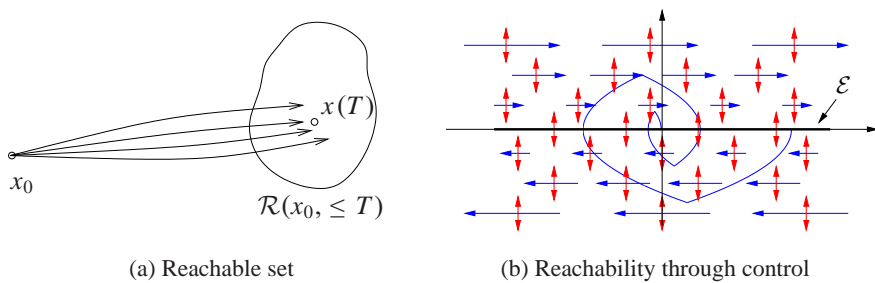 x(T)
x₀
R(x₀, ≤ T)
ℰ
(a) Reachable set
(b) Reachability through control